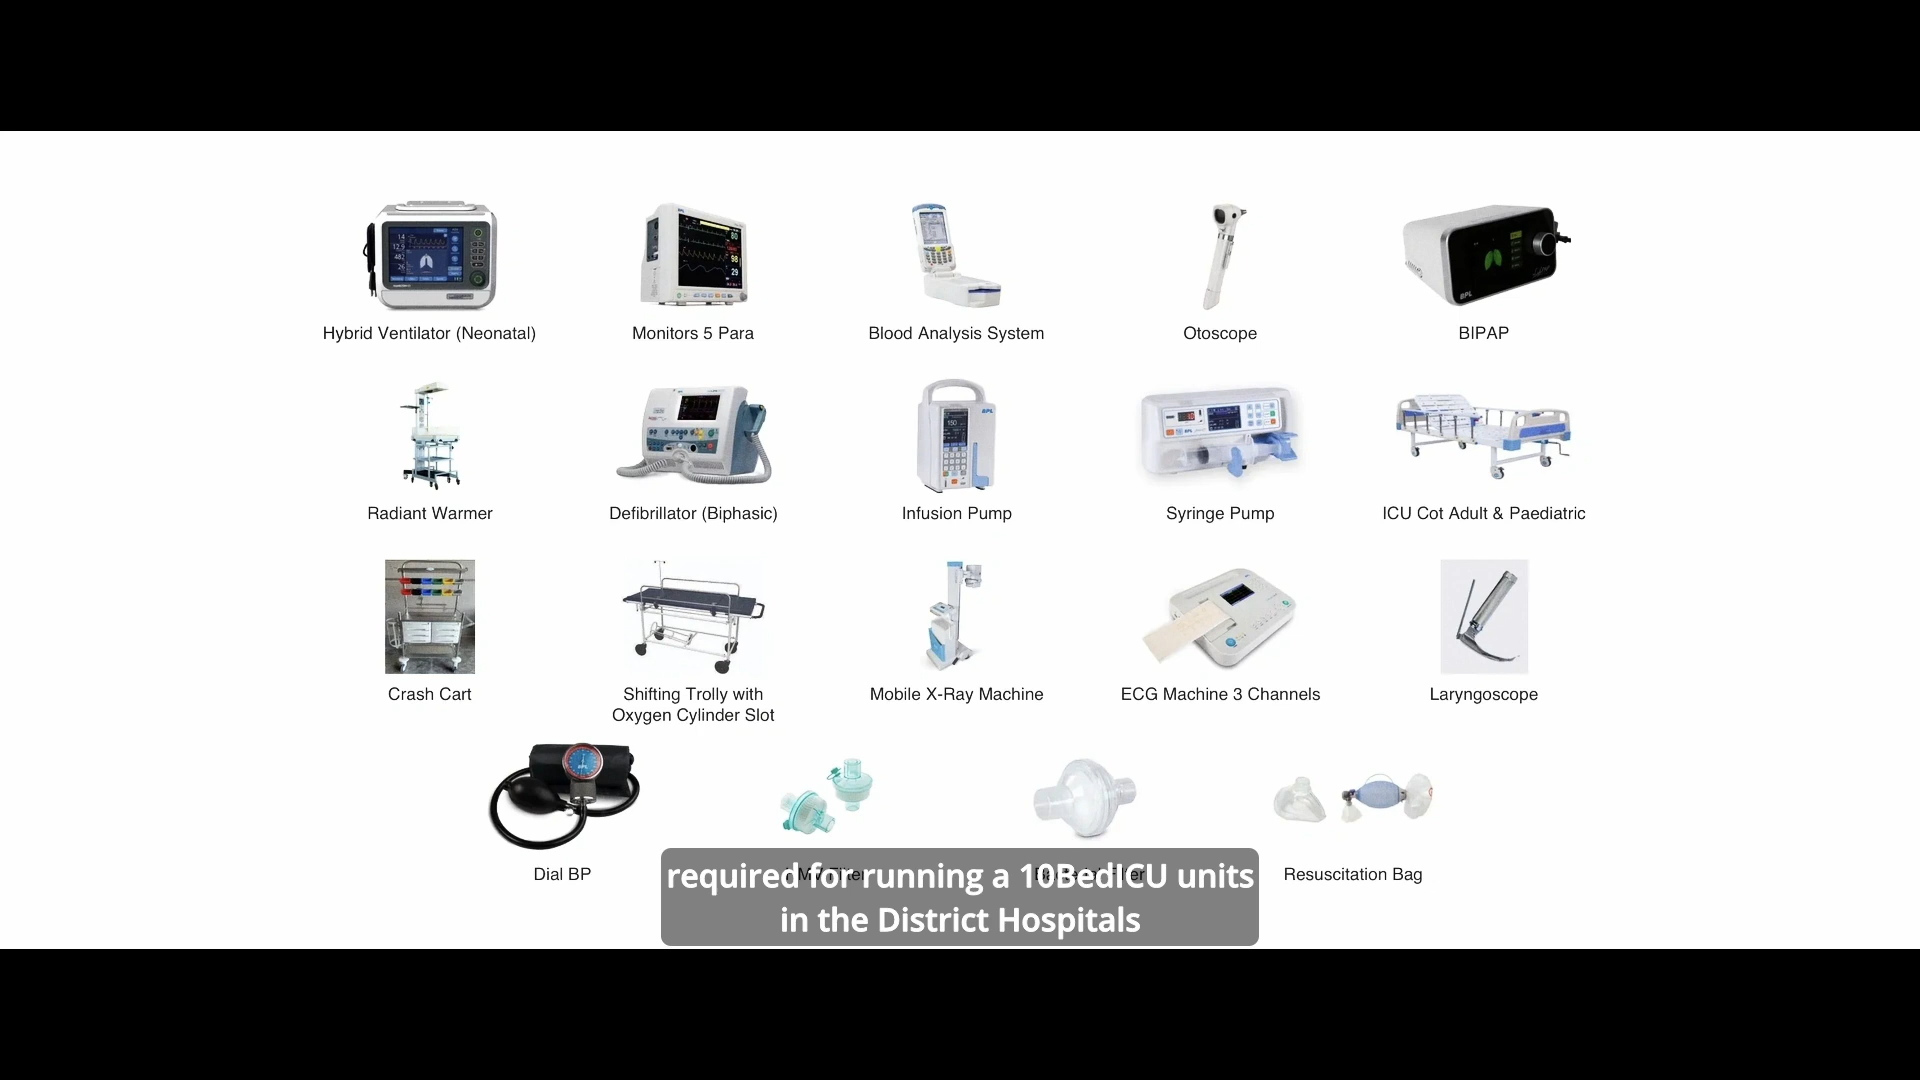 Hybrid Ventilator (Neonatal)
Monitors 5 Para
Blood Analysis System
Otoscope
BIPAP
Radiant Warmer
Defibrillator (Biphasic)
Infusion Pump
Syringe Pump
ICU Cot Adult & Paediatric
Crash Cart
Shifting Trolly with
Oxygen Cylinder Slot
Mobile X-Ray Machine
ECG Machine 3 Channels
Laryngoscope
Dial BP
Resuscitation Bag
required for running a 10BedICU units
in the District Hospitals